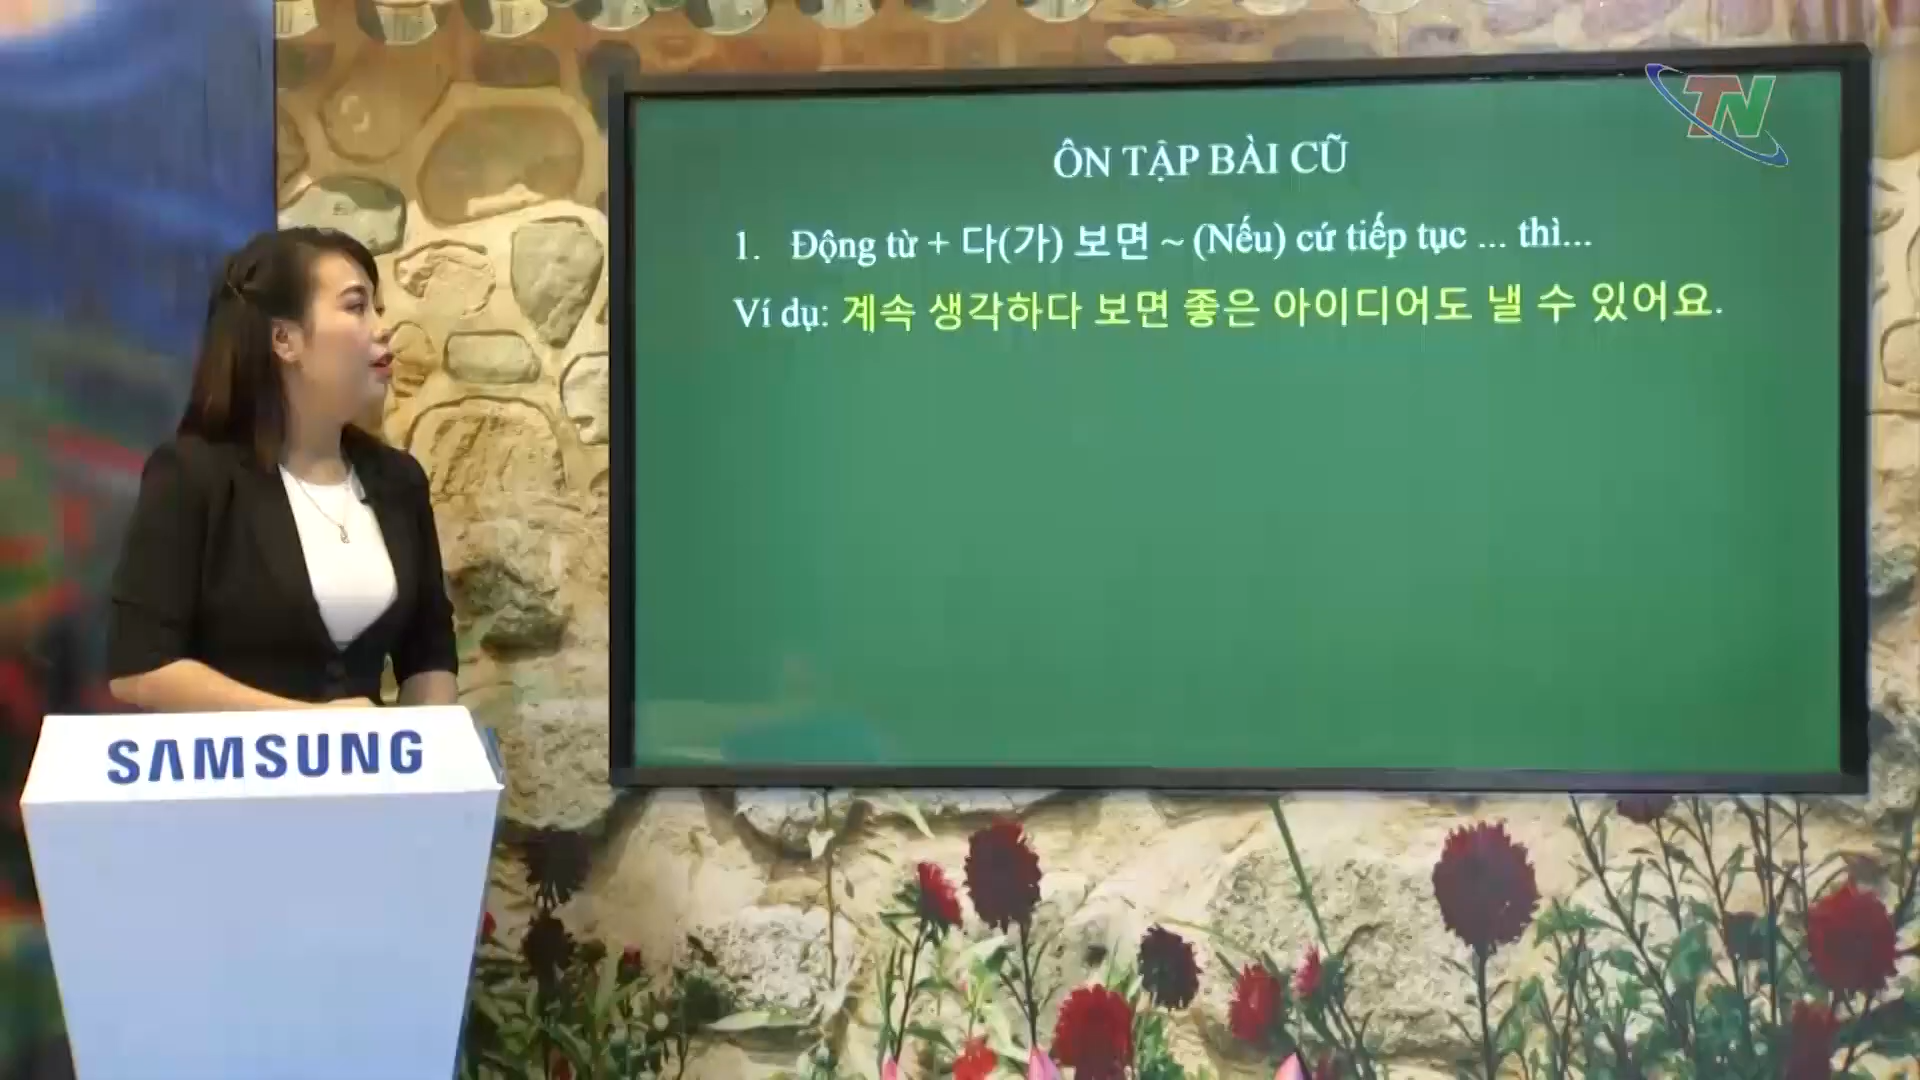 TN
ÔN TẬP BÀI CŨ
1. Động từ + 다(가) 보면 ~ (Nếu) cứ tiếp tục ... thì...
Ví dụ: 계속 생각하다 보면 좋은 아이디어도 낼 수 있어요.
SAMSUNG